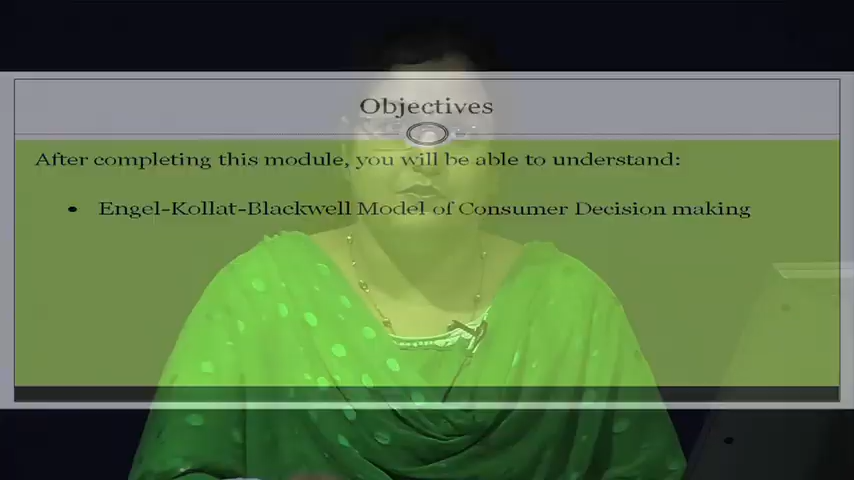 Objectives
After completing this module, you will be able to understand:
• Engel-Kollat-Blackwell Model of Consumer Decision making